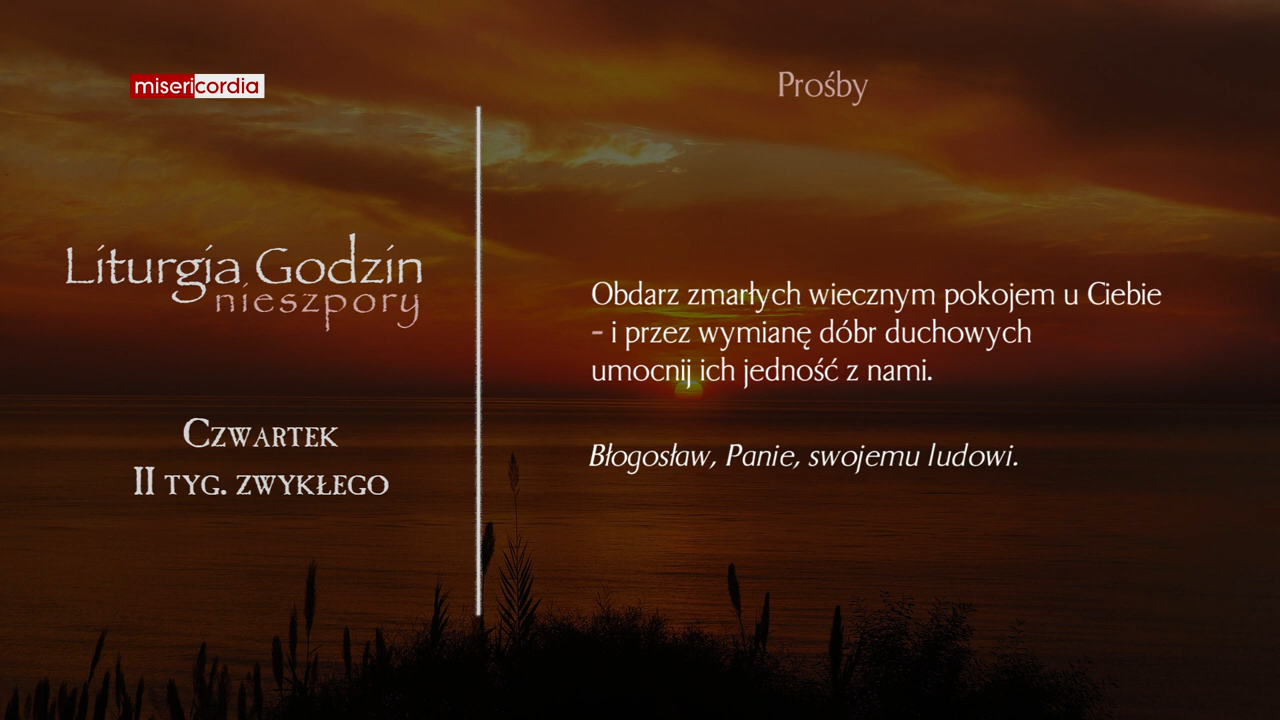 misericordia
Liturgia Godzin
nieszpory
Czwartek
II tyg. zwykłego
Prośby
Obdarz zmarłych wiecznym pokojem u Ciebie
- i przez wymianę dóbr duchowych
umocnij ich jedność z nami.
Błogosław, Panie, swojemu ludowi.